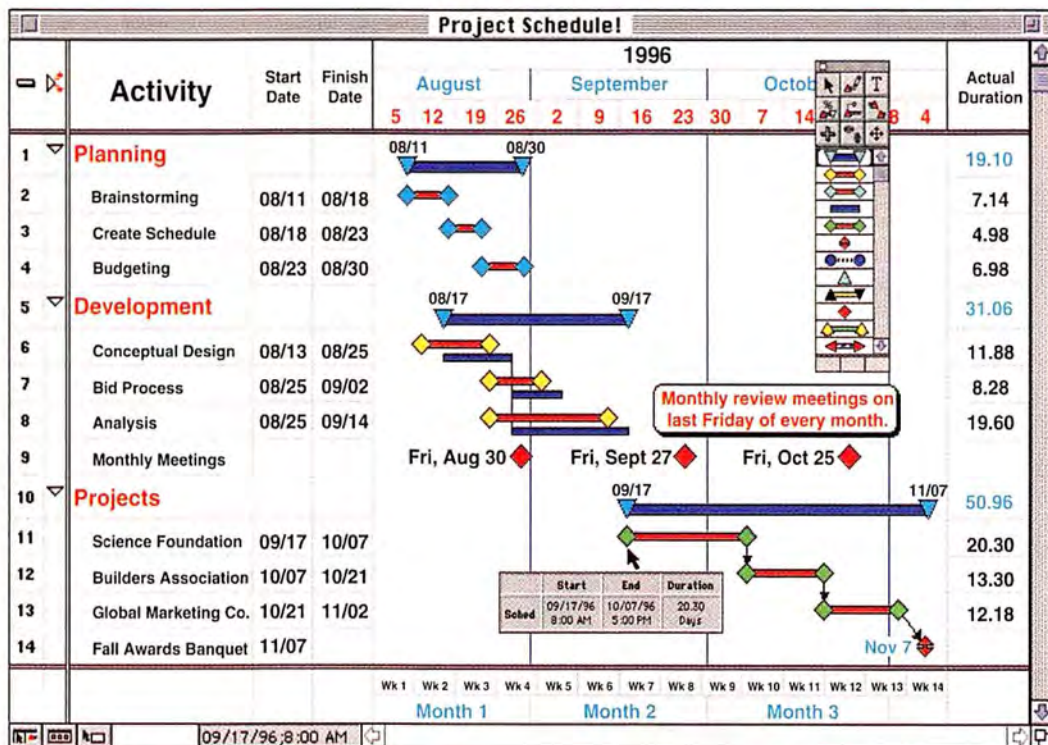 Project Schedule!
1996
Activity Start Date Finish Date August September Octob Actual Duration
5 12 19 26 2 9 16 23 30 7 14 8 4
1 Planning 08/11 08/30 19.10
2 Brainstorming 08/11 08/18 7.14
3 Create Schedule 08/18 08/23 4.98
4 Budgeting 08/23 08/30 6.98
5 Development 08/17 09/17 31.06
6 Conceptual Design 08/13 08/25 11.88
7 Bid Process 08/25 09/02 8.28
8 Analysis 08/25 09/14 19.60
Monthly review meetings on
last Friday of every month.
9 Monthly Meetings Fri, Aug 30 Fri, Sept 27 Fri, Oct 25
10 Projects 09/17 11/07 50.96
11 Science Foundation 09/17 10/07 20.30
12 Builders Association 10/07 10/21 13.30
13 Global Marketing Co. 10/21 11/02 12.18
14 Fall Awards Banquet 11/07 Nov 7
Start End Duration
Sched 09/17/96 10/07/96 20.30
8:00 AM 5:00 PM Days
Wk 1 Wk 2 Wk 3 Wk 4 Wk 5 Wk 6 Wk 7 Wk 8 Wk 9 Wk 10 Wk 11 Wk 12 Wk 13 Wk 14
Month 1 Month 2 Month 3
09/17/96;8:00 AM
T